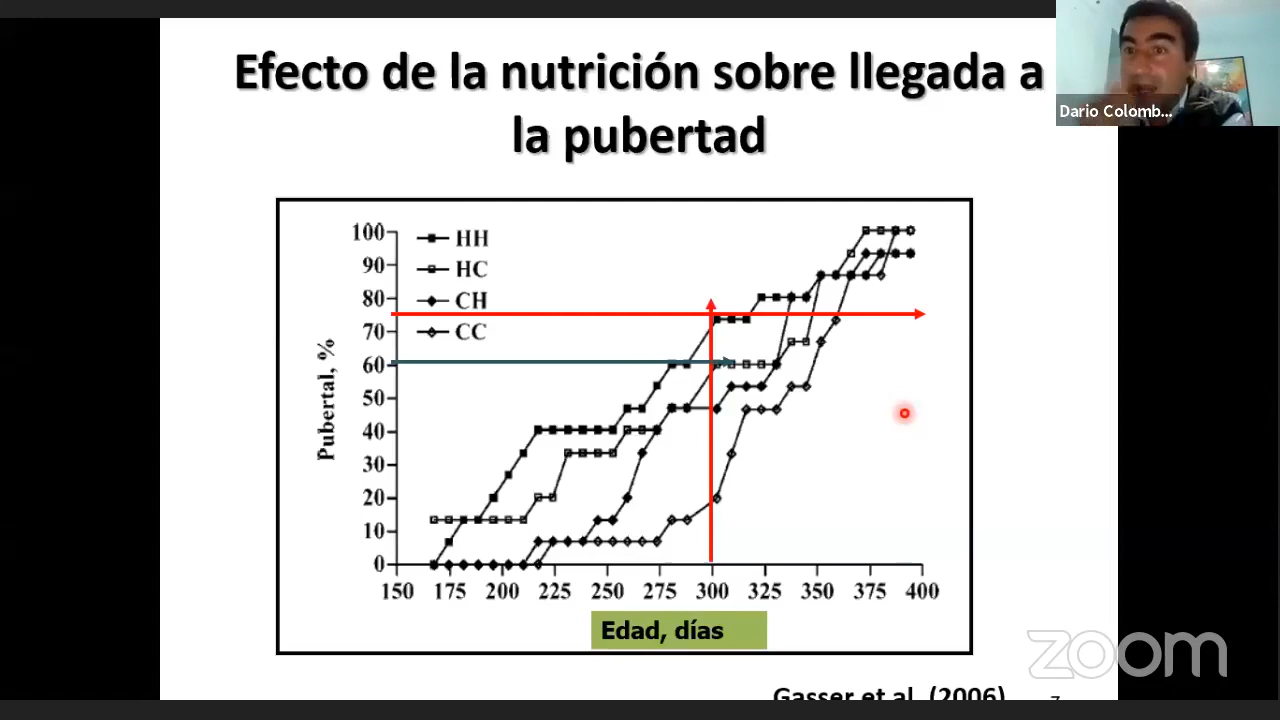 Efecto de la nutrición sobre llegada a
la pubertad
Dario Colomb...
HH
HC
CH
CC
100
90
80
70
60
50
40
30
20
10
0
Pubertal, %
150 175 200 225 250 275 300 325 350 375 400
Edad, días
zoom
Gasser et al. (2006)
7